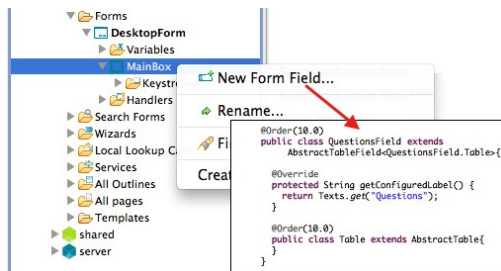 Forms
DesktopForm
Variables
MainBox
Keystro
Handlers
Search Forms
Wizards
Local Lookup Ca
Services
All Outlines
All pages
Templates
shared
server
New Form Field...
Rename...
Fi
Creat
@Order(10.0)
public class QuestionsField extends
AbstractTableField<QuestionsField.Table>{
@Override
protected String getConfiguredLabel() {
return Texts.get("Questions");
}
@Order(10.0)
public class Table extends AbstractTable{
}
}